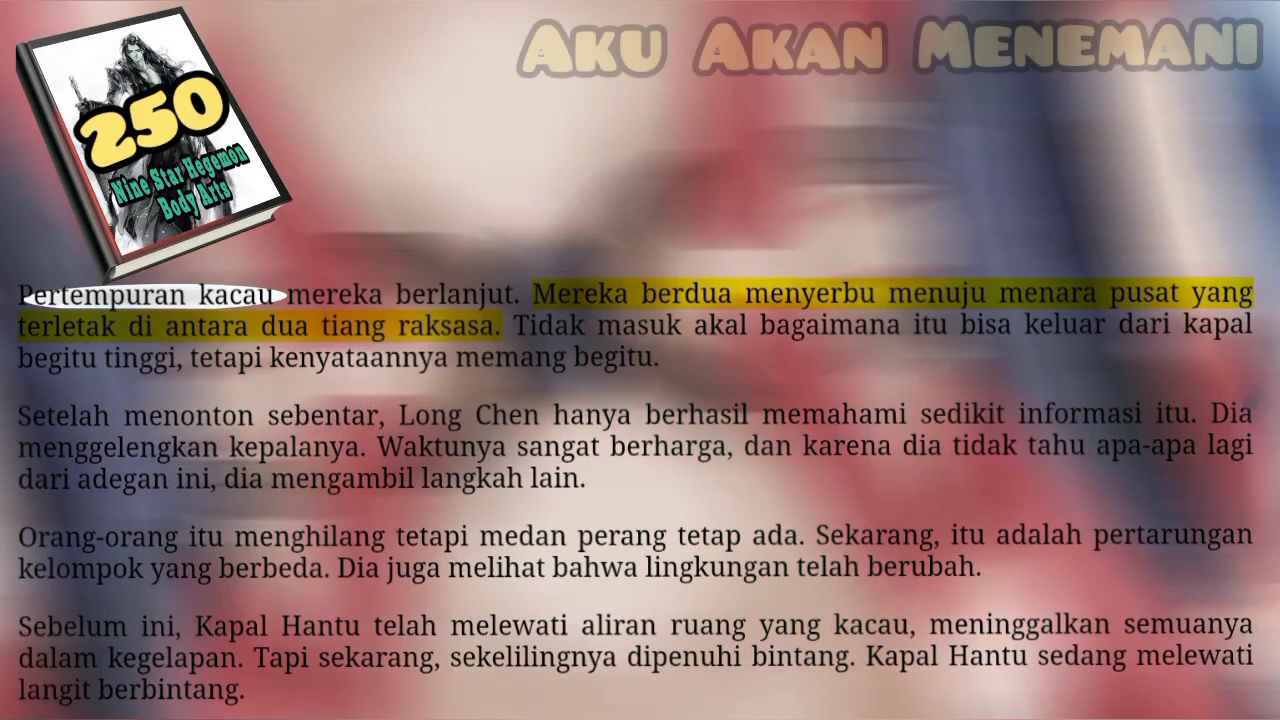 Aku Akan Menemani
250
Nine Star Hegemon
Body Arts
Pertempuran kacau mereka berlanjut. Mereka berdua menyerbu menuju menara pusat yang
terletak di antara dua tiang raksasa. Tidak masuk akal bagaimana itu bisa keluar dari kapal
begitu tinggi, tetapi kenyataannya memang begitu.
Setelah menonton sebentar, Long Chen hanya berhasil memahami sedikit informasi itu. Dia
menggelengkan kepalanya. Waktunya sangat berharga, dan karena dia tidak tahu apa-apa lagi
dari adegan ini, dia mengambil langkah lain.
Orang-orang itu menghilang tetapi medan perang tetap ada. Sekarang, itu adalah pertarungan
kelompok yang berbeda. Dia juga melihat bahwa lingkungan telah berubah.
Sebelum ini, Kapal Hantu telah melewati aliran ruang yang kacau, meninggalkan semuanya
dalam kegelapan. Tapi sekarang, sekelilingnya dipenuhi bintang. Kapal Hantu sedang melewati
langit berbintang.